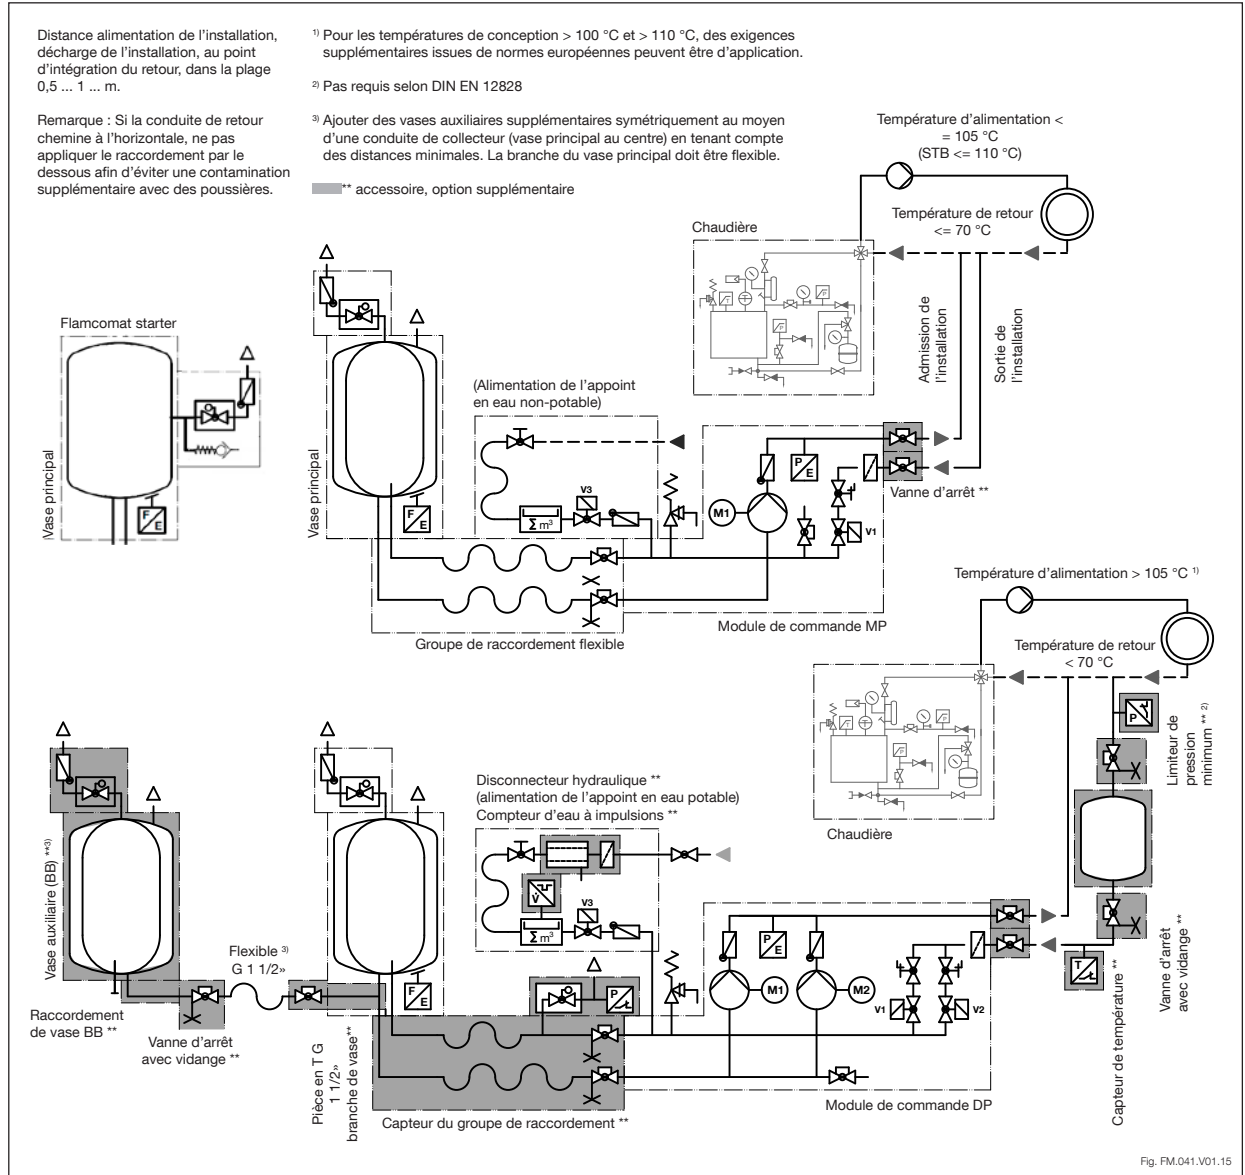 Distance alimentation de l'installation,
décharge de l'installation, au point
d'intégration du retour, dans la plage
0,5 ... 1 ... m.
Remarque : Si la conduite de retour
chemine à l'horizontale, ne pas
appliquer le raccordement par le
dessous afin d'éviter une contamination
supplémentaire avec des poussières.
1) Pour les températures de conception > 100 °C et > 110 °C, des exigences
supplémentaires issues de normes européennes peuvent être d'application.
2) Pas requis selon DIN EN 12828
3) Ajouter des vases auxiliaires supplémentaires symétriquement au moyen
d'une conduite de collecteur (vase principal au centre) en tenant compte
des distances minimales. La branche du vase principal doit être flexible.
** accessoire, option supplémentaire
Température d'alimentation <
= 105 °C
(STB <= 110 °C)
Température de retour
<= 70 °C
Chaudière
Admission de
l'installation
Sortie de
l'installation
Flamcomat starter
Vase principal
F
E
Vase principal
F
E
(Alimentation de l'appoint
en eau non-potable)
V3
Σ m³
M1
P
E
V1
Vanne d'arrêt **
Module de commande MP
Groupe de raccordement flexible
Température d'alimentation > 105 °C 1)
Température de retour
< 70 °C
Chaudière
P
Limiteur de
pression
minimum ** 2)
Vanne d'arrêt
avec vidange **
T
Capteur de température **
Disconnecteur hydraulique **
(alimentation de l'appoint en eau potable)
Compteur d'eau à impulsions **
V
V3
Σ m³
P
E
M1
M2
V1
V2
Module de commande DP
Vase auxiliaire (BB) **3)
Raccordement
de vase BB **
Vanne d'arrêt
avec vidange **
Flexible 3)
G 1 1/2»
F
E
P
Pièce en T G
1 1/2»
branche de vase**
Capteur du groupe de raccordement **
Fig. FM.041.V01.15